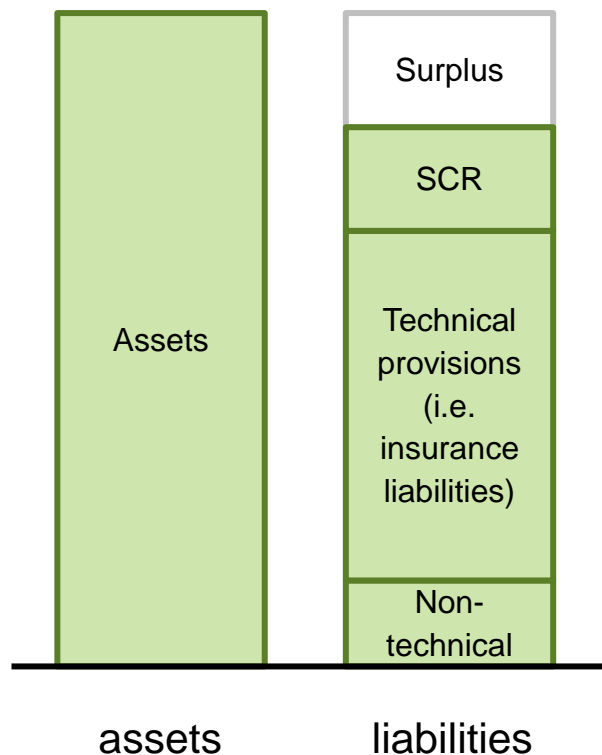 Surplus
SCR
Assets
Technical
provisions
(i.e.
insurance
liabilities)
Non-
technical
assets
liabilities